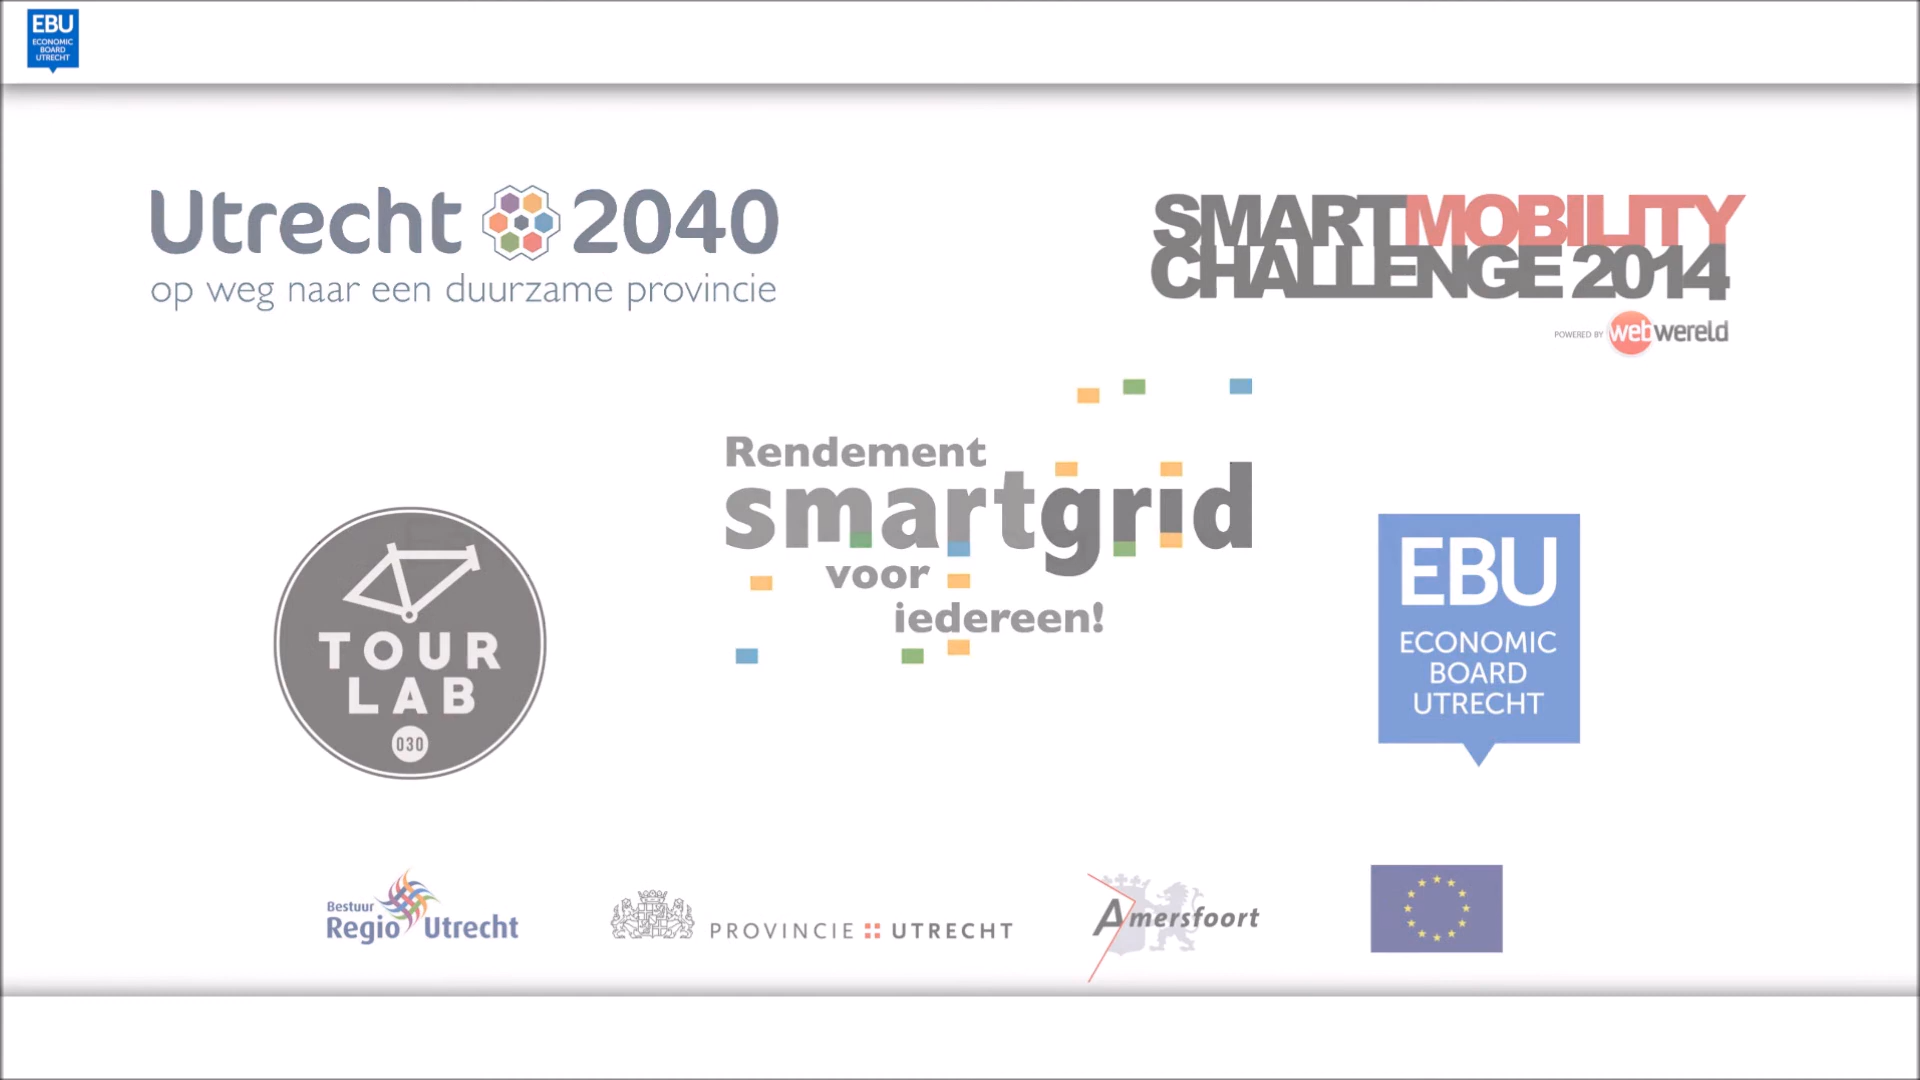 EBU
ECONOMIC
BOARD
UTRECHT
Utrecht 2040
op weg naar een duurzame provincie
SMARTMOBILITY
CHALLENGE 2014
POWERED BY webwereld
Rendement
smartgrid
voor
iedereen!
TOUR
LAB
030
EBU
ECONOMIC
BOARD
UTRECHT
Bestuur
Regio Utrecht
PROVINCIE UTRECHT
Amersfoort